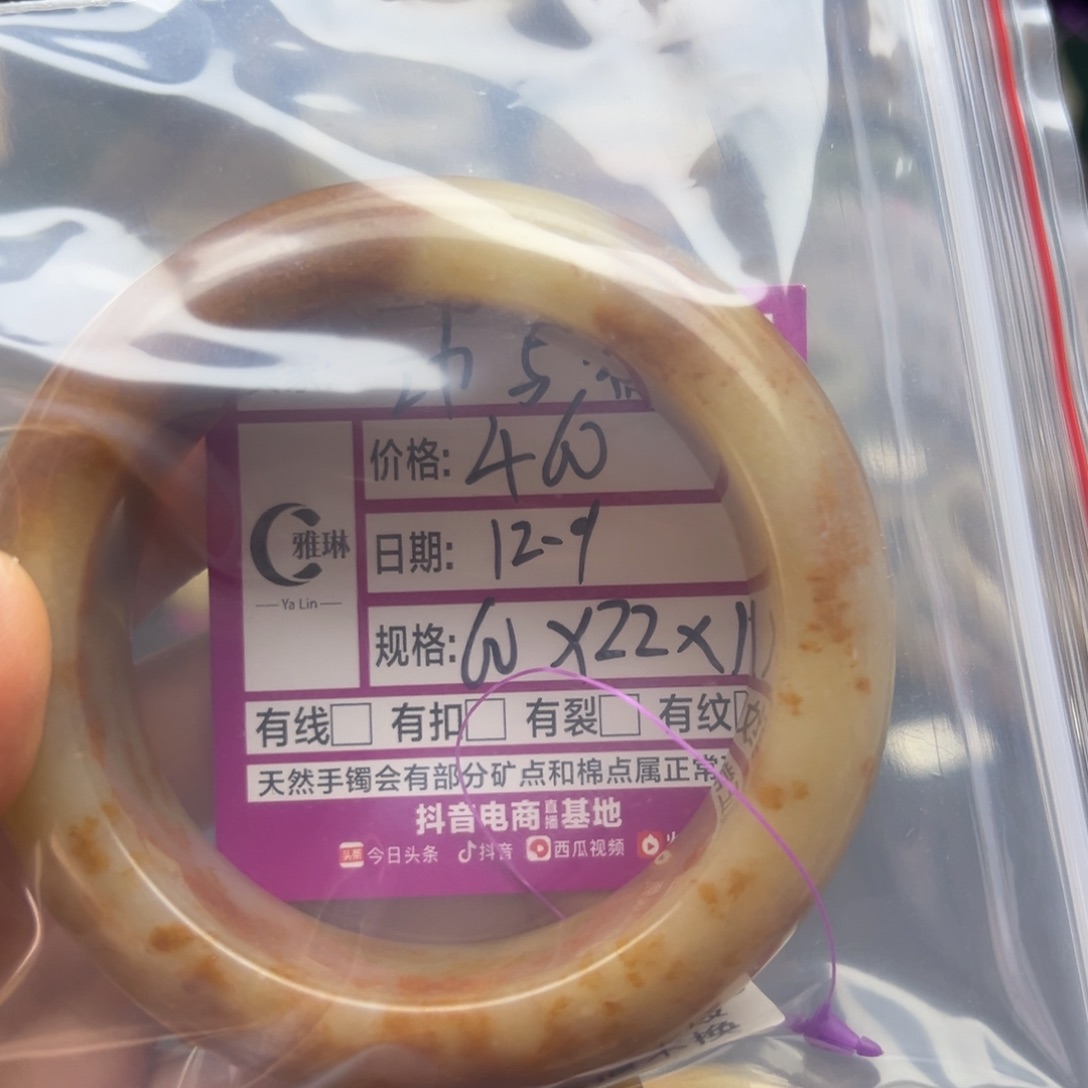 价格:
日期: 12-9
雅琳
Ya Lin
规格: ×22×11
有线□ 有扣□ 有裂□ 有纹
天然手镯会有部分矿点和棉点属正常
抖音电商直播基地
头条 今日头条 抖音 西瓜视频